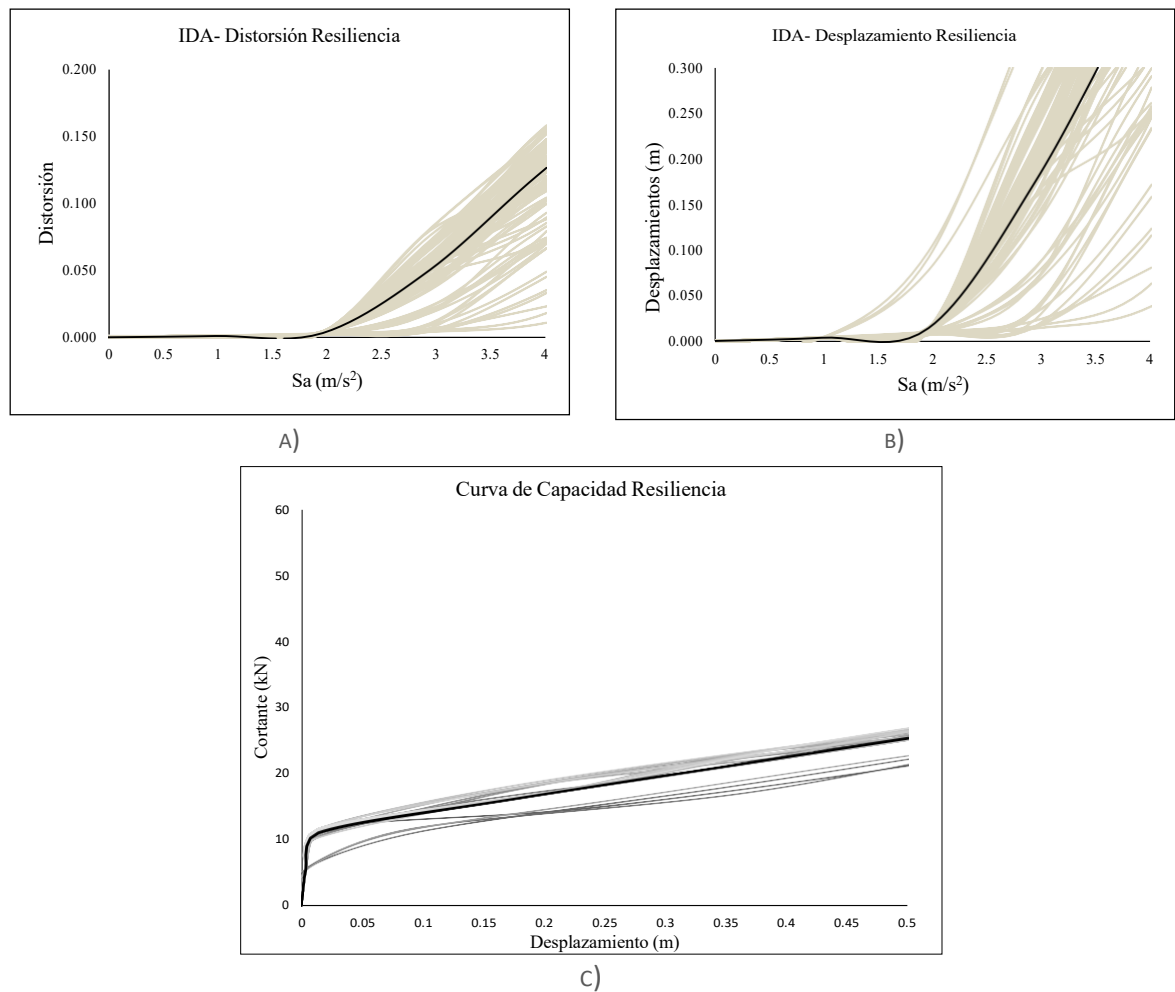 IDA- Distorsión Resiliencia
0.200
0.150
0.100
0.050
0.000
Distorsión
0 0.5 1 1.5 2 2.5 3 3.5 4
Sa (m/s²)
A)
IDA- Desplazamiento Resiliencia
0.300
0.250
0.200
0.150
0.100
0.050
0.000
Desplazamientos (m)
0 0.5 1 1.5 2 2.5 3 3.5 4
Sa (m/s²)
B)
Curva de Capacidad Resiliencia
60
50
40
30
20
10
0
Cortante (kN)
0 0.05 0.1 0.15 0.2 0.25 0.3 0.35 0.4 0.45 0.5
Desplazamiento (m)
C)